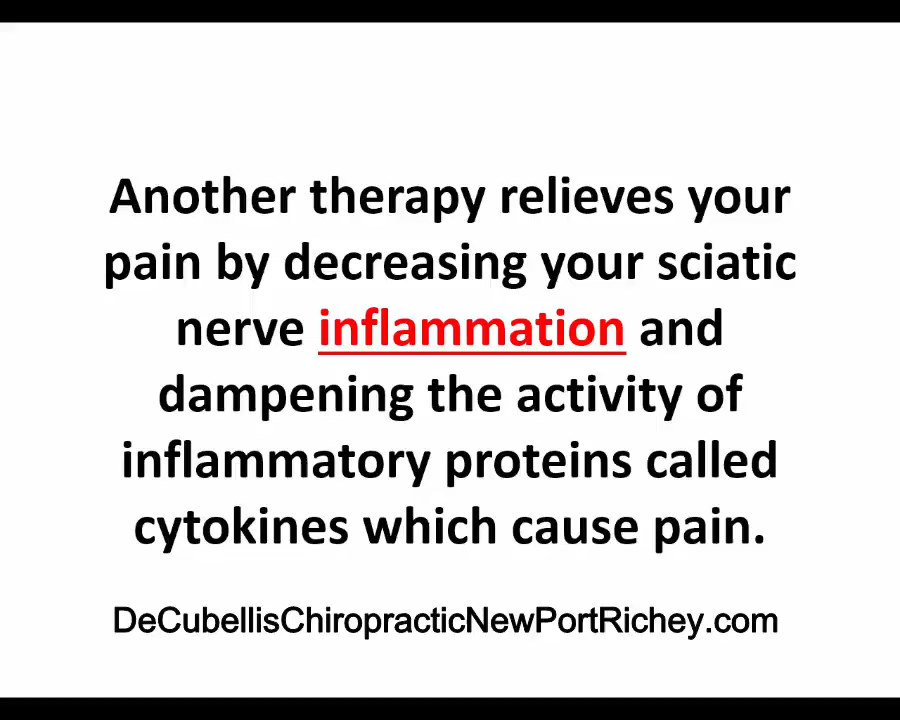 Another therapy relieves your
pain by decreasing your sciatic
nerve inflammation and
dampening the activity of
inflammatory proteins called
cytokines which cause pain.
DeCubellisChiropracticNewPortRichey.com